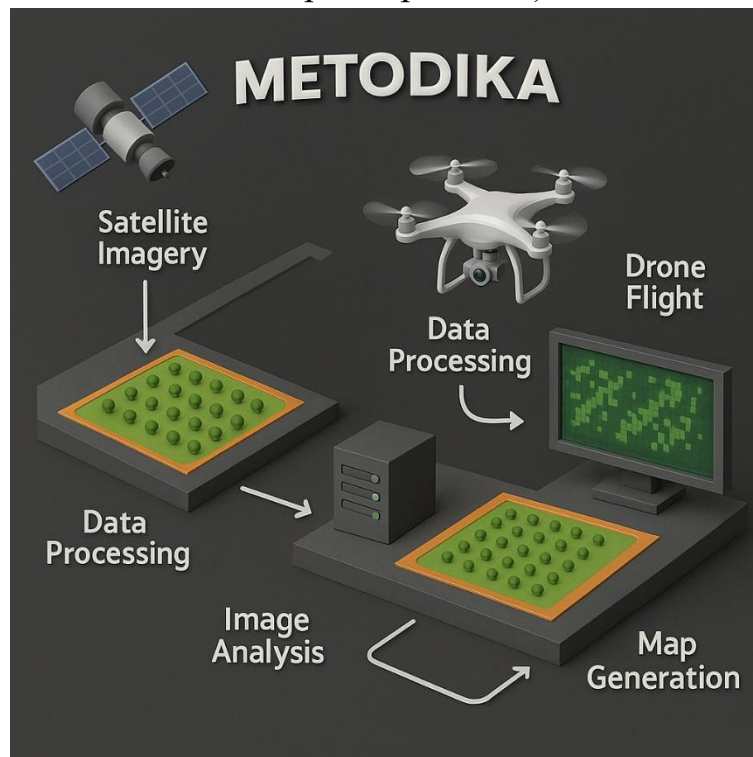 METODIKA
Satellite
Imagery
Drone
Flight
Data
Processing
Data
Processing
Image
Analysis
Map
Generation